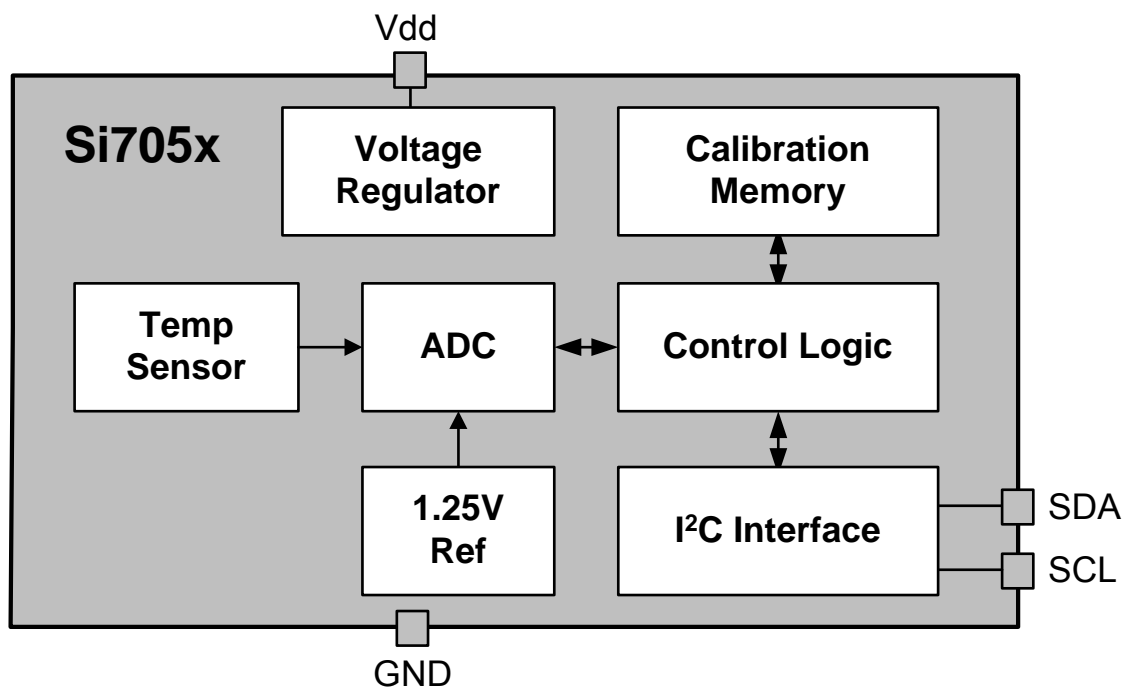 Vdd
Si705x
Voltage
Regulator
Calibration
Memory
Temp
Sensor
ADC
Control Logic
1.25V
Ref
I²C Interface
SDA
SCL
GND